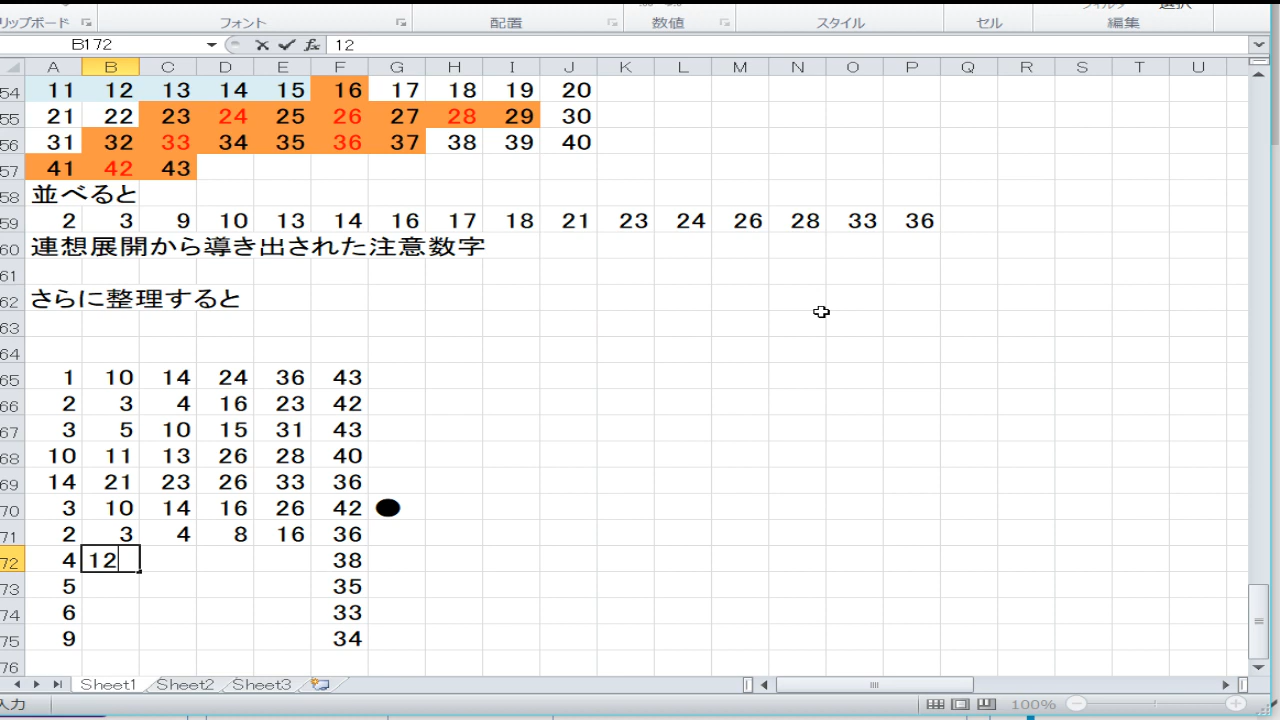 リップボード フォント 配置 数値 スタイル セル 編集
B172 fx 12
A B C D E F G H I J K L M N O P Q R S T U
54 11 12 13 14 15 16 17 18 19 20
55 21 22 23 24 25 26 27 28 29 30
56 31 32 33 34 35 36 37 38 39 40
57 41 42 43
58 並べると
59 2 3 9 10 13 14 16 17 18 21 23 24 26 28 33 36
60 連想展開から導き出された注意数字
61
62 さらに整理すると
63
64
65 1 10 14 24 36 43
66 2 3 4 16 23 42
67 3 5 10 15 31 43
68 10 11 13 26 28 40
69 14 21 23 26 33 36
70 3 10 14 16 26 42 ●
71 2 3 4 8 16 36
72 4 12 38
73 5 35
74 6 33
75 9 34
76
Sheet1 Sheet2 Sheet3
入力 100%